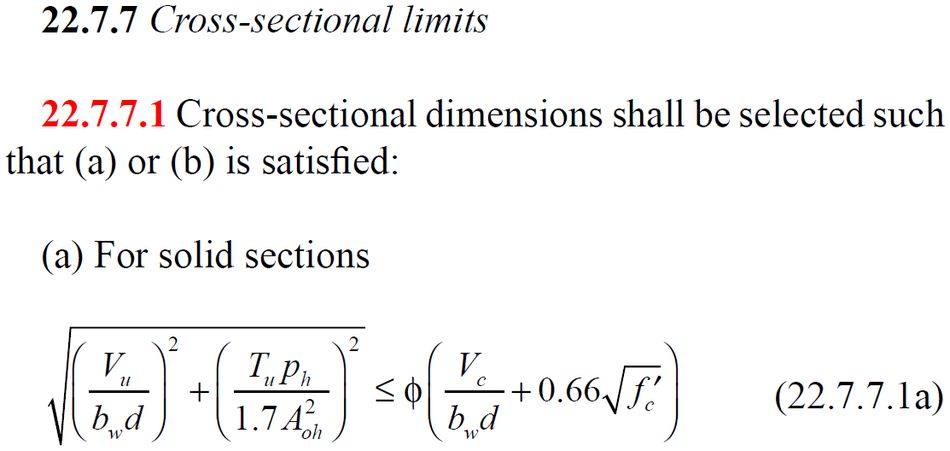 22.7.7 Cross-sectional limits
22.7.7.1 Cross-sectional dimensions shall be selected such
that (a) or (b) is satisfied:
(a) For solid sections
√((V_u/(b_w d))² + (T_u p_h/(1.7A_oh²))²) ≤ ϕ(V_c/(b_w d) + 0.66√f_c′) (22.7.7.1a)